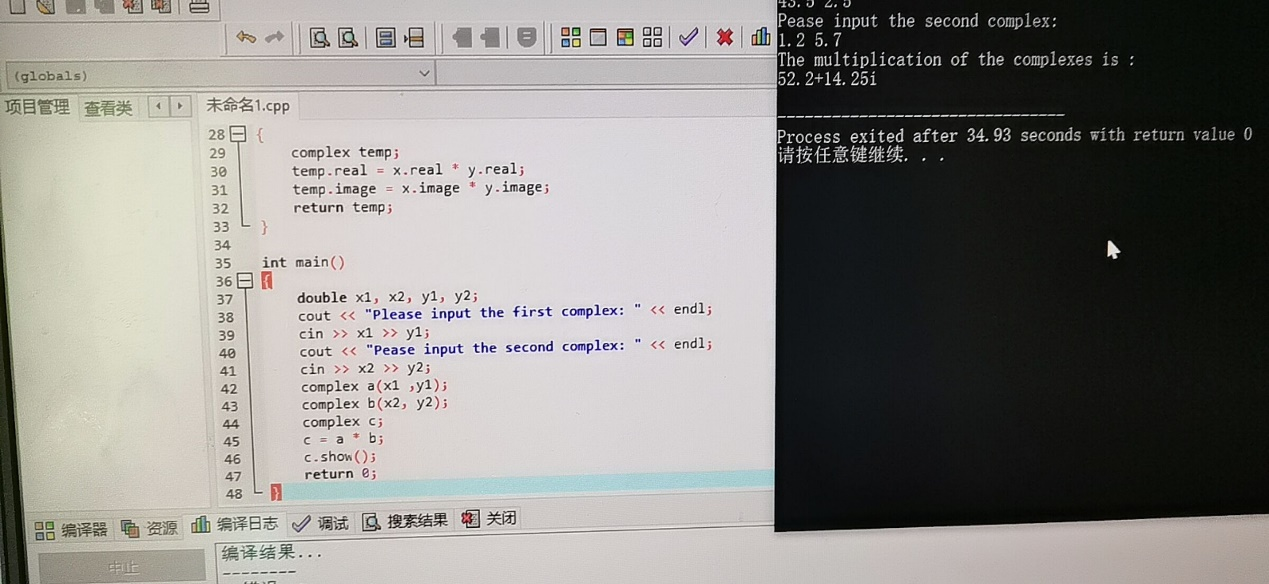 (globals)
项目管理 查看类
未命名1.cpp
28 {
29 complex temp;
30 temp.real = x.real * y.real;
31 temp.image = x.image * y.image;
32 return temp;
33 }
34
35 int main()
36 {
37 double x1, x2, y1, y2;
38 cout << "Please input the first complex: " << endl;
39 cin >> x1 >> y1;
40 cout << "Pease input the second complex: " << endl;
41 cin >> x2 >> y2;
42 complex a(x1 ,y1);
43 complex b(x2, y2);
44 complex c;
45 c = a * b;
46 c.show();
47 return 0;
48 }
编译器 资源 编译日志 调试 搜索结果 关闭
中止
编译结果...
--------
43.5 2.5
Pease input the second complex:
1.2 5.7
The multiplication of the complexes is :
52.2+14.25i
--------------------------------
Process exited after 34.93 seconds with return value 0
请按任意键继续. . .